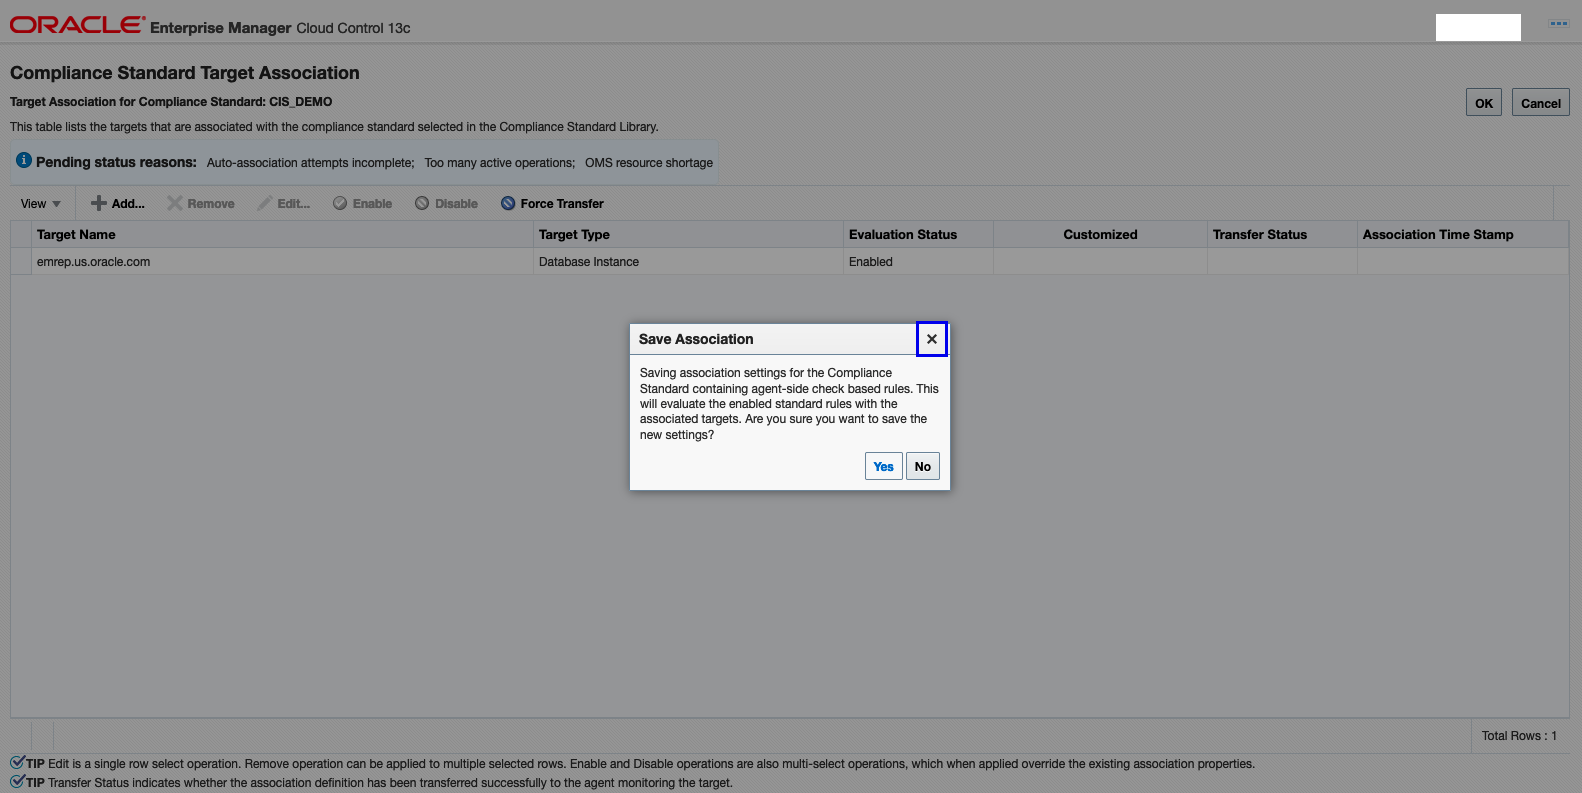 ORACLE Enterprise Manager Cloud Control 13c
Compliance Standard Target Association
Target Association for Compliance Standard: CIS_DEMO
OK Cancel
This table lists the targets that are associated with the compliance standard selected in the Compliance Standard Library.
Pending status reasons: Auto-association attempts incomplete; Too many active operations; OMS resource shortage
View Add... Remove Edit... Enable Disable Force Transfer
Target Name Target Type Evaluation Status Customized Transfer Status Association Time Stamp
emrep.us.oracle.com Database Instance Enabled
Save Association
Saving association settings for the Compliance
Standard containing agent-side check based rules. This
will evaluate the enabled standard rules with the
associated targets. Are you sure you want to save the
new settings?
Yes No
Total Rows : 1
TIP Edit is a single row select operation. Remove operation can be applied to multiple selected rows. Enable and Disable operations are also multi-select operations, which when applied override the existing association properties.
TIP Transfer Status indicates whether the association definition has been transferred successfully to the agent monitoring the target.